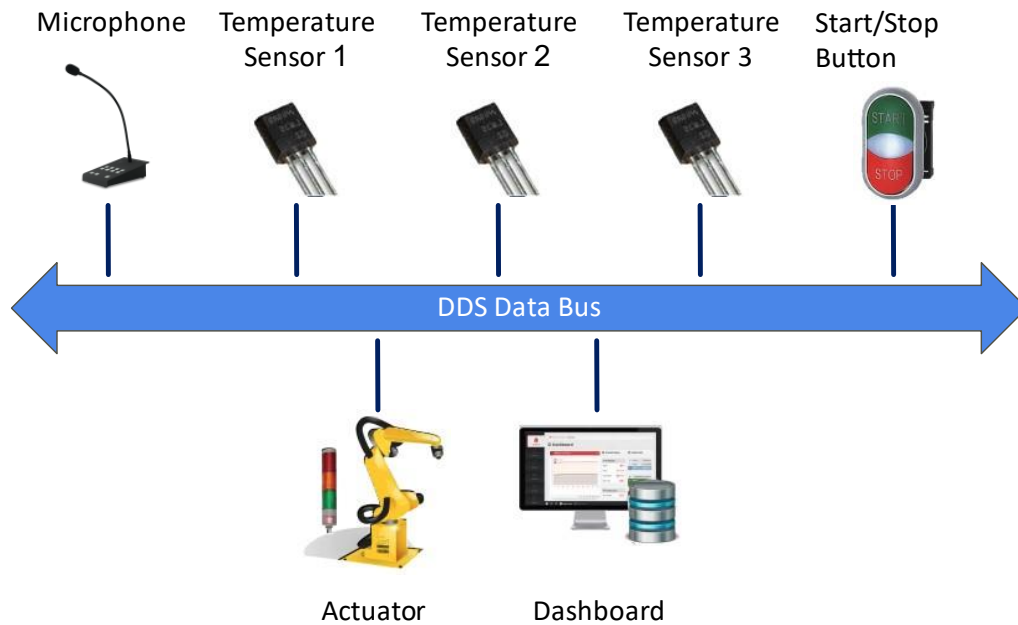 Microphone
Temperature
Sensor 1
Temperature
Sensor 2
Temperature
Sensor 3
Start/Stop
Button
START
STOP
DDS Data Bus
Dashboard
Actuator
Dashboard